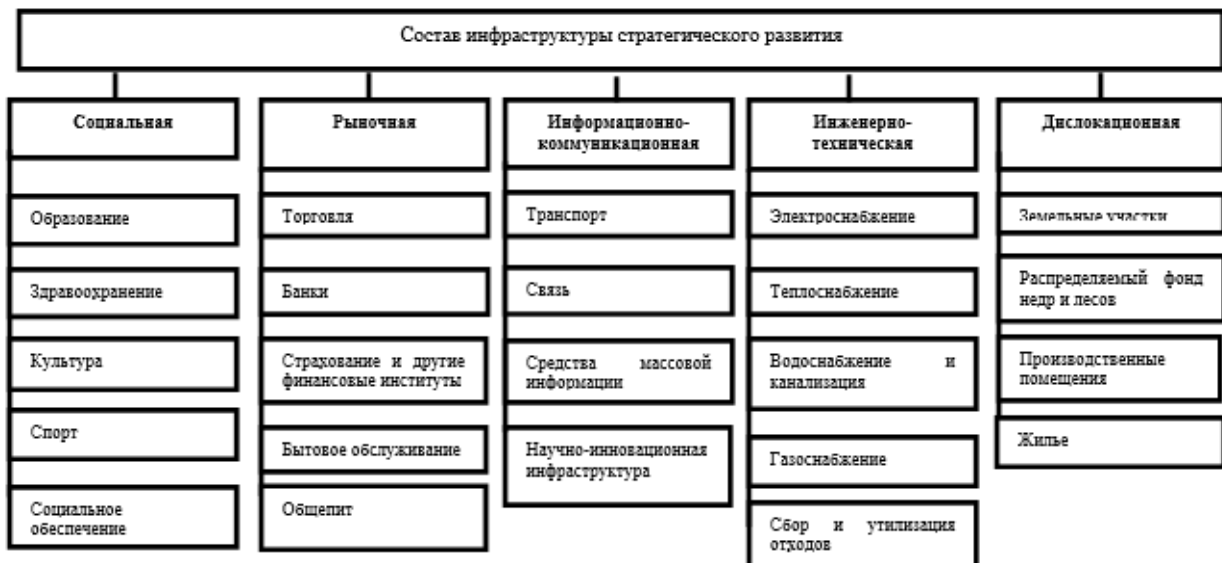 Состав инфраструктуры стратегического развития
Социальная
Образование
Здравоохранение
Культура
Спорт
Социальное
обеспечение
Рыночная
Торговля
Банки
Страхование и другие
финансовые институты
Бытовое обслуживание
Общепит
Информационно-
коммуникационная
Транспорт
Связь
Средства массовой
информации
Научно-инновационная
инфраструктура
Инженерно-
техническая
Электроснабжение
Теплоснабжение
Водоснабжение и
канализация
Газоснабжение
Сбор и утилизация
отходов
Дислокационная
Земельные участки
Распределяемый фонд
недр и лесов
Производственные
помещения
Жилье